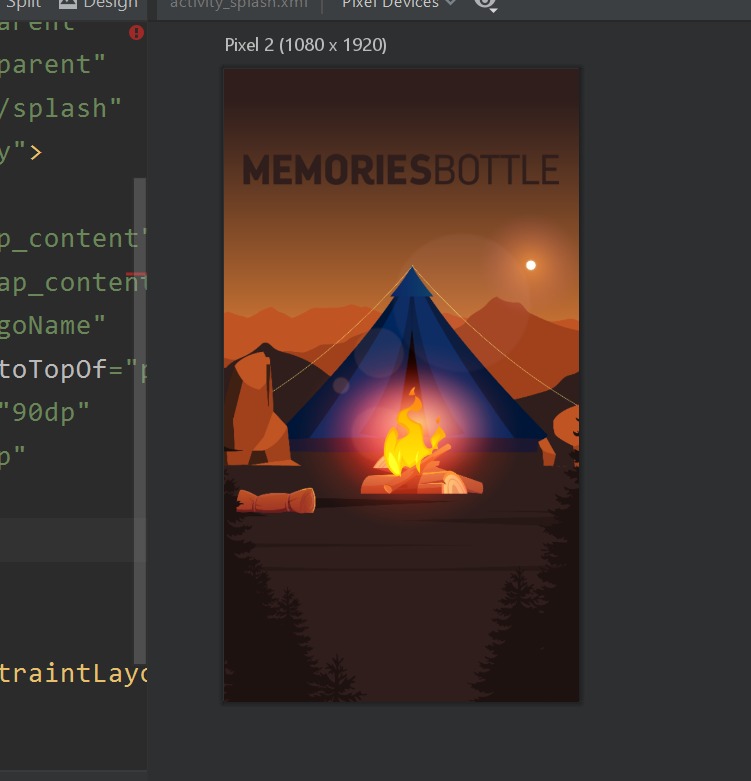 Split Design activity_splash.xml Pixel Devices
Pixel 2 (1080 x 1920)
arent"
parent"
/splash"
y">
p_content"
ap_content
goName"
toTopOf="p
"90dp"
p"
traintLayo
MEMORIESBOTTLE